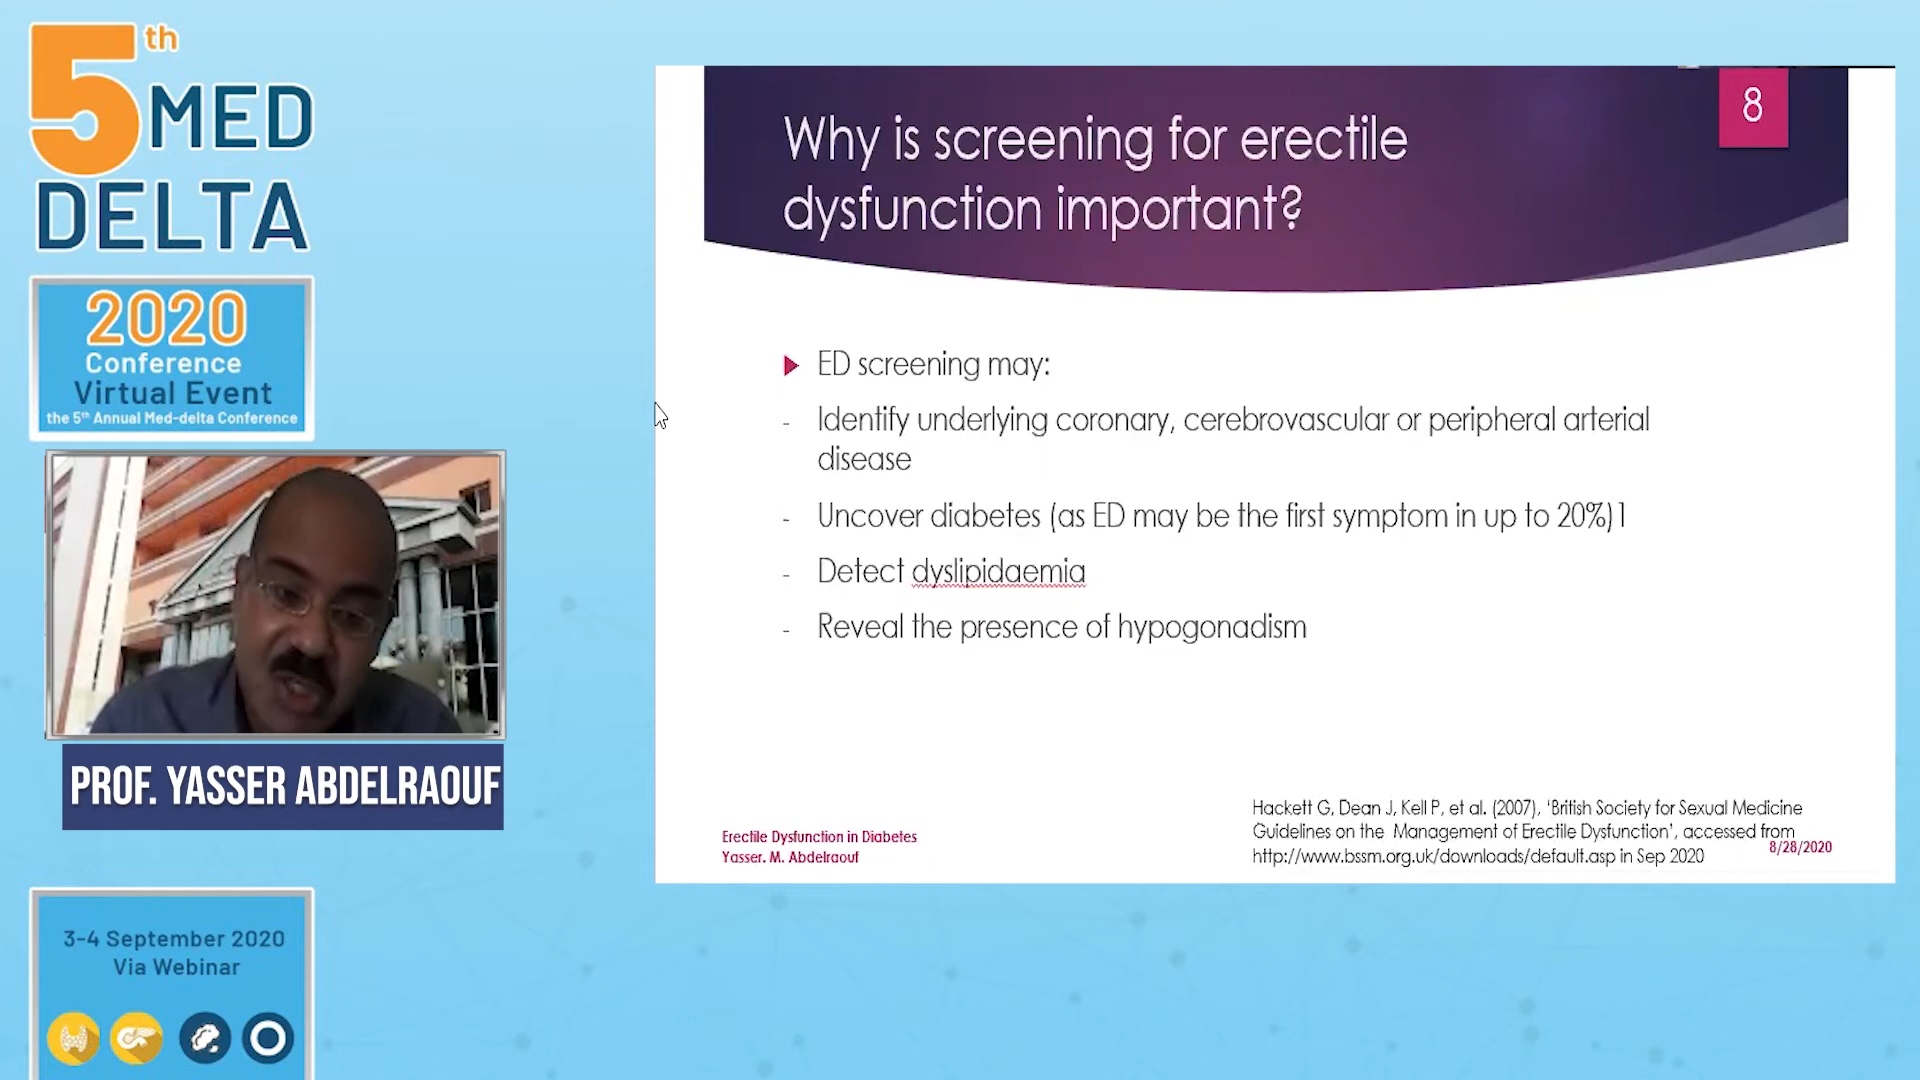 5th
MED
DELTA
2020
Conference
Virtual Event
the 5th Annual Med-delta Conference
PROF. YASSER ABDELRAOUF
3-4 September 2020
Via Webinar
8
Why is screening for erectile
dysfunction important?
ED screening may:
- Identify underlying coronary, cerebrovascular or peripheral arterial
disease
- Uncover diabetes (as ED may be the first symptom in up to 20%)1
- Detect dyslipidaemia
- Reveal the presence of hypogonadism
Erectile Dysfunction in Diabetes
Yasser. M. Abdelraouf
Hackett G, Dean J, Kell P, et al. (2007), ‘British Society for Sexual Medicine
Guidelines on the Management of Erectile Dysfunction’, accessed from
http://www.bssm.org.uk/downloads/default.asp in Sep 2020
8/28/2020